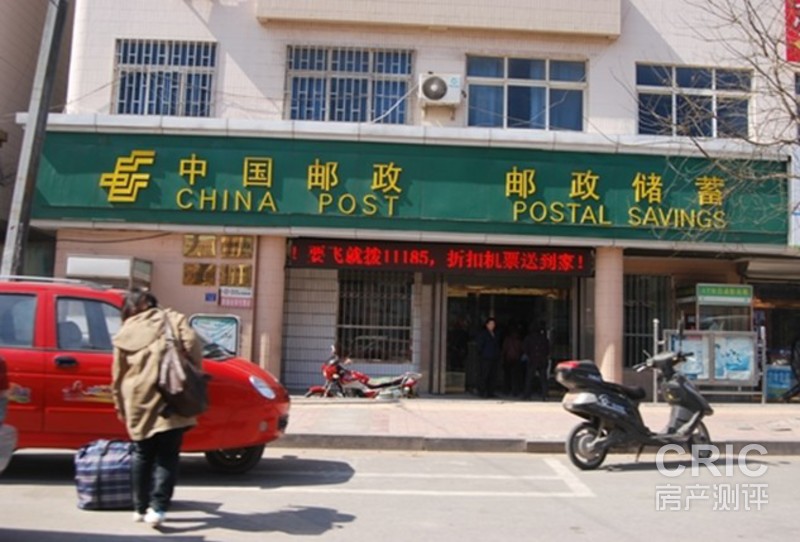 中国邮政 邮政储蓄
CHINA POST POSTAL SAVINGS
！要飞就拨11185，折扣机票送到家！
CRIC
房产测评